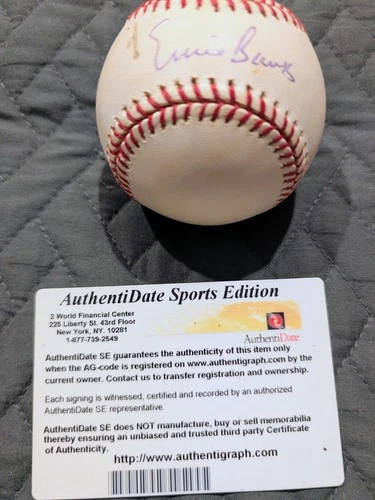 Ernie Banks
AuthentiDate Sports Edition
2 World Financial Center
225 Liberty St. 43rd Floor
New York, NY. 10281
1-877-739-2549
AuthentiDate
AuthentiDate SE guarantees the authenticity of this item only
when the AG-code is registered on www.authentigraph.com by the
current owner. Contact us to transfer registration and ownership.
Each signing is witnessed, certified and recorded by an authorized
AuthentiDate SE representative.
AuthentiDate SE does NOT manufacture, buy or sell memorabilia
thereby ensuring an unbiased and trusted third party Certificate
of Authenticity.
http://www.authentigraph.com